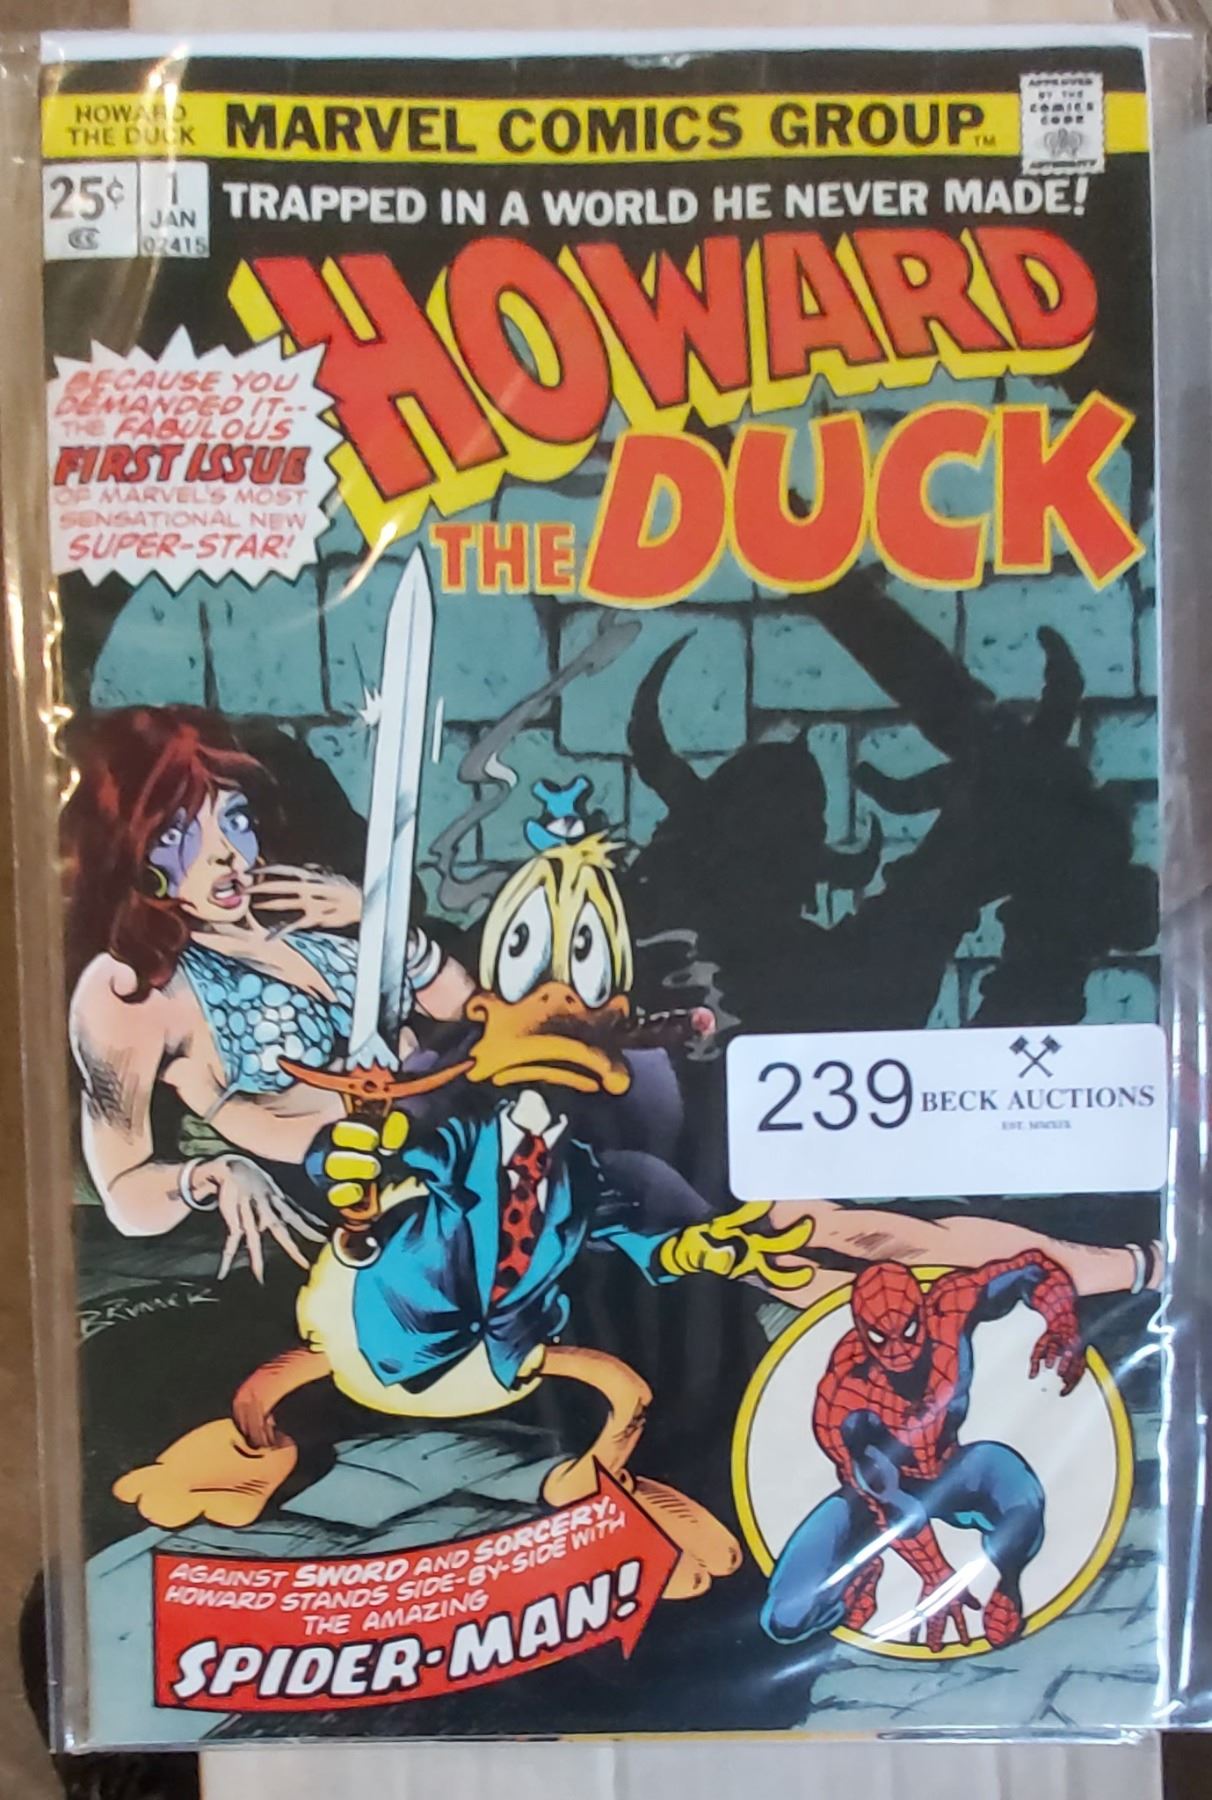 HOWARD
THE DUCK
MARVEL COMICS GROUP™
APPROVED
BY THE
COMICS
CODE
AUTHORITY
25¢
CC
1
JAN
02415
TRAPPED IN A WORLD HE NEVER MADE!
HOWARD
THE DUCK
BECAUSE YOU
DEMANDED IT--
THE FABULOUS
FIRST ISSUE
OF MARVEL'S MOST
SENSATIONAL NEW
SUPER-STAR!
239
BECK AUCTIONS
BRUNNER
AGAINST SWORD AND SORCERY,
HOWARD STANDS SIDE-BY-SIDE WITH
THE AMAZING
SPIDER-MAN!